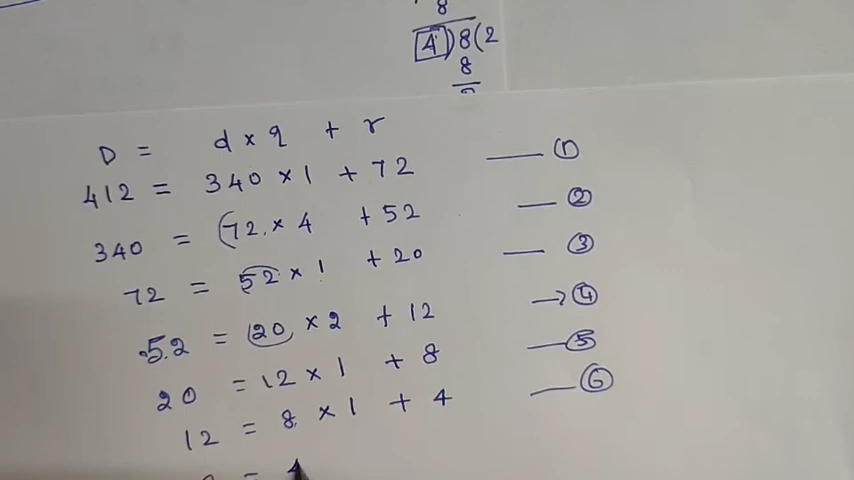 8
4)8(2
8
D = d × q + r
412 = 340 × 1 + 72 —— ①
340 = (72 × 4 + 52 —— ②
72 = 52 × 1 + 20 —— ③
52 = (20) × 2 + 12 —→ ④
20 = 12 × 1 + 8 —— ⑤
12 = 8 × 1 + 4 —— ⑥
= 4